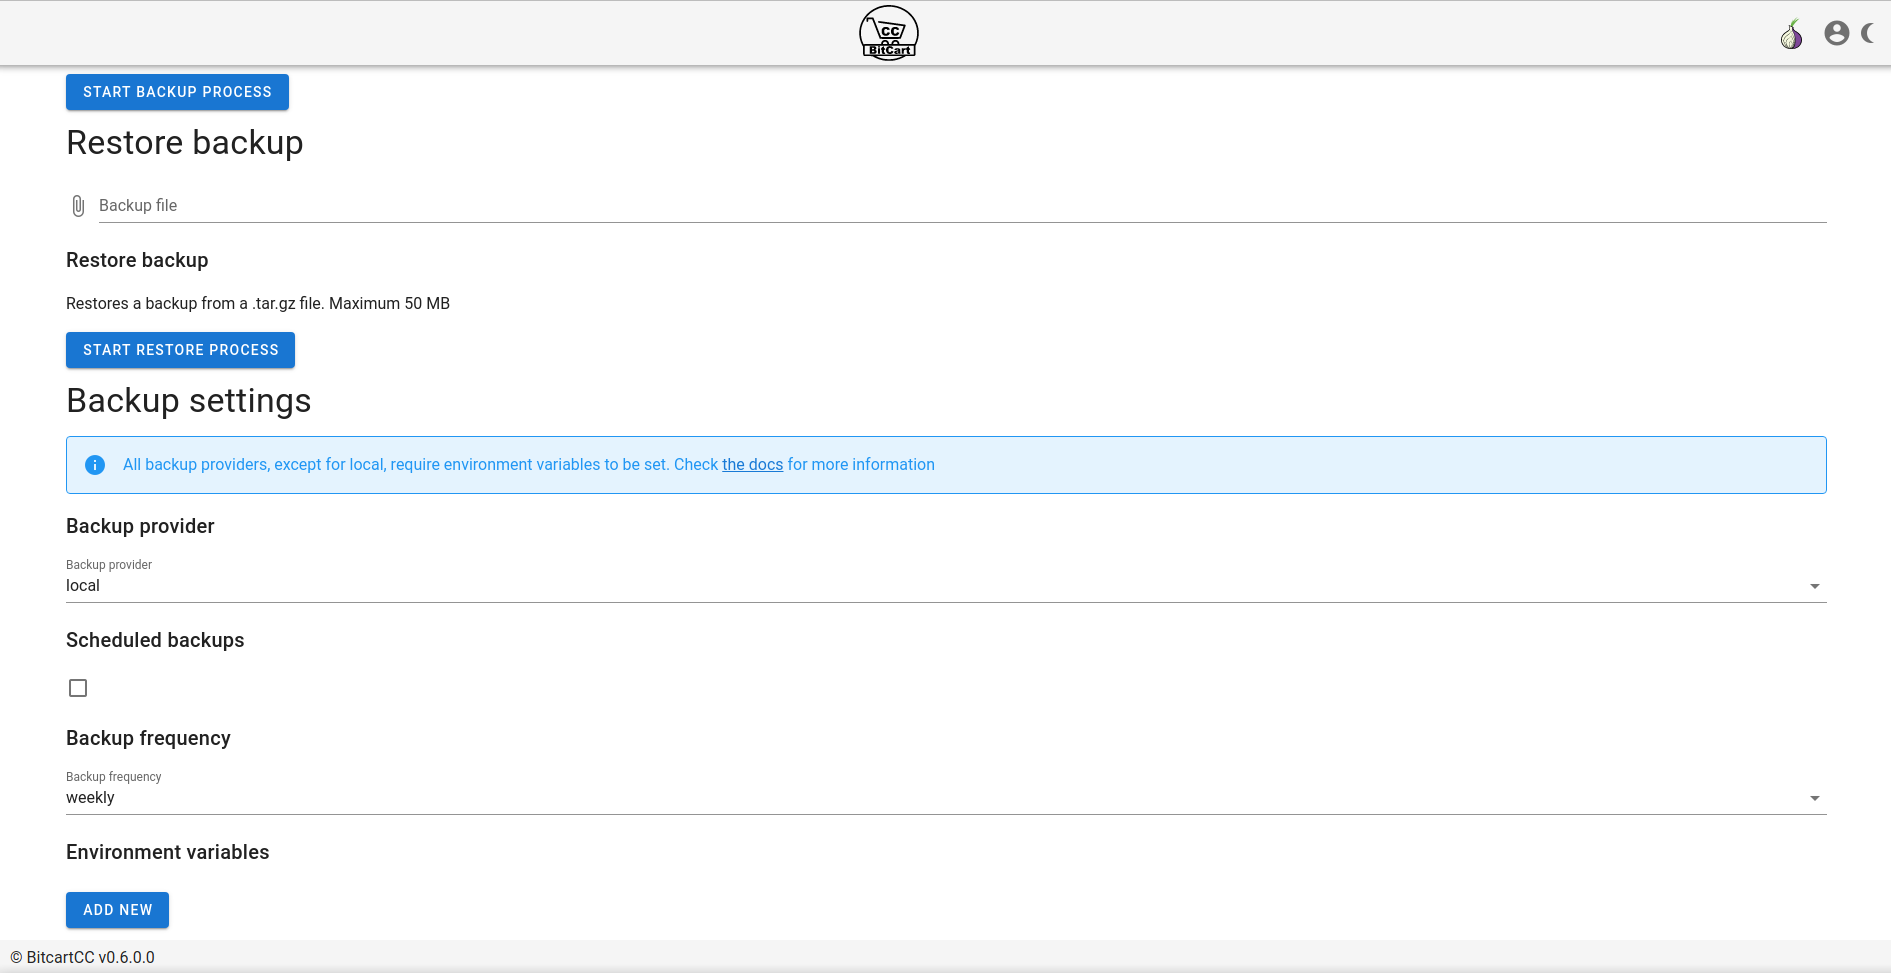 CC
BitCart
START BACKUP PROCESS
Restore backup
Backup file
Restore backup
Restores a backup from a .tar.gz file. Maximum 50 MB
START RESTORE PROCESS
Backup settings
All backup providers, except for local, require environment variables to be set. Check the docs for more information
Backup provider
Backup provider
local
Scheduled backups
Backup frequency
Backup frequency
weekly
Environment variables
ADD NEW
© BitcartCC v0.6.0.0